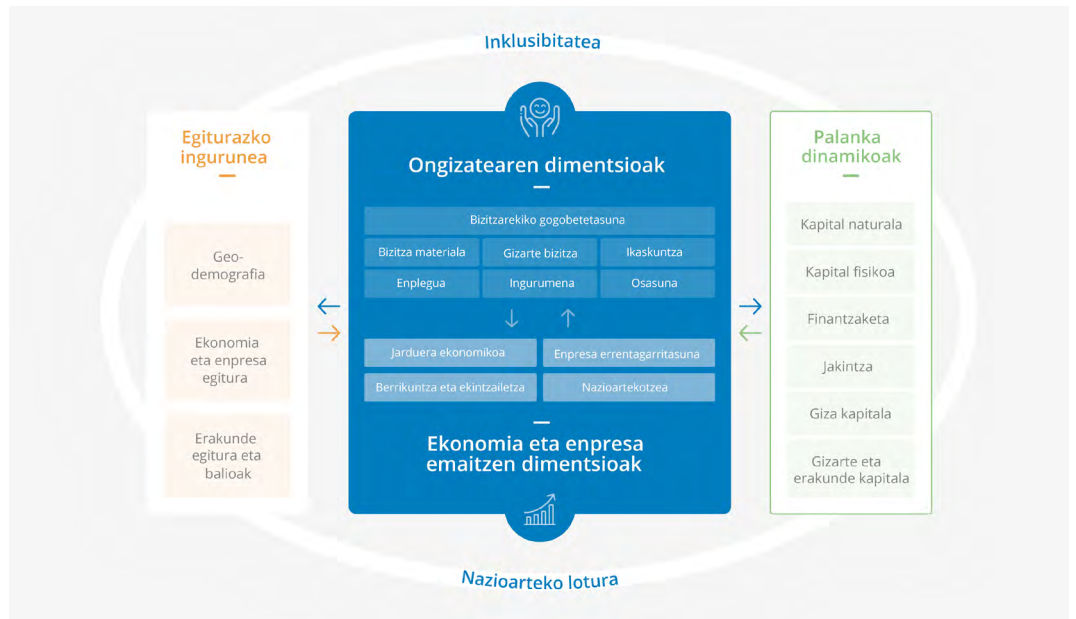 Inklusibitatea
Egiturazko
ingurunea
Geo-
demografia
Ekonomia
eta enpresa
egitura
Erakunde
egitura eta
balioak
Ongizatearen dimentsioak
Bizitzarekiko gogobetetasuna
Bizitza materiala
Gizarte bizitza
Ikaskuntza
Enplegua
Ingurumena
Osasuna
Jarduera ekonomikoa
Enpresa errentagarritasuna
Berrikuntza eta ekintzailetza
Nazioartekotzea
Ekonomia eta enpresa
emaitzen dimentsioak
Palanka
dinamikoak
Kapital naturala
Kapital fisikoa
Finantzaketa
Jakintza
Giza kapitala
Gizarte eta
erakunde kapitala
Nazioarteko lotura